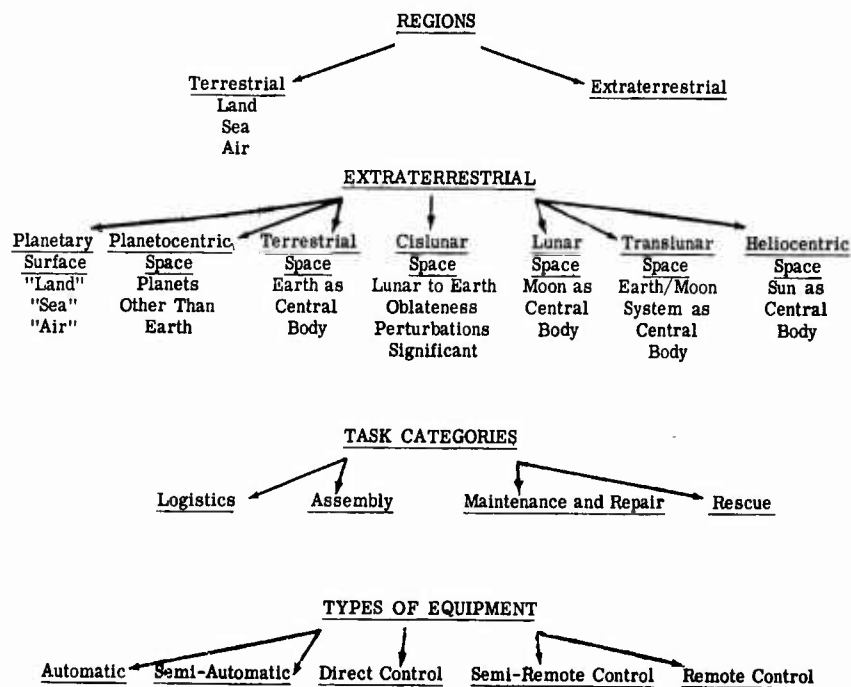 REGIONS
Terrestrial
Land
Sea
Air
Extraterrestrial
EXTRATERRESTRIAL
Planetary
Surface
"Land"
"Sea"
"Air"
Planetocentric
Space
Planets
Other Than
Earth
Terrestrial
Space
Earth as
Central
Body
Cislunar
Space
Lunar to Earth
Oblateness
Perturbations
Significant
Lunar
Space
Moon as
Central
Body
Translunar
Space
Earth/Moon
System as
Central
Body
Heliocentric
Space
Sun as
Central
Body
TASK CATEGORIES
Logistics
Assembly
Maintenance and Repair
Rescue
TYPES OF EQUIPMENT
Automatic
Semi-Automatic
Direct Control
Semi-Remote Control
Remote Control